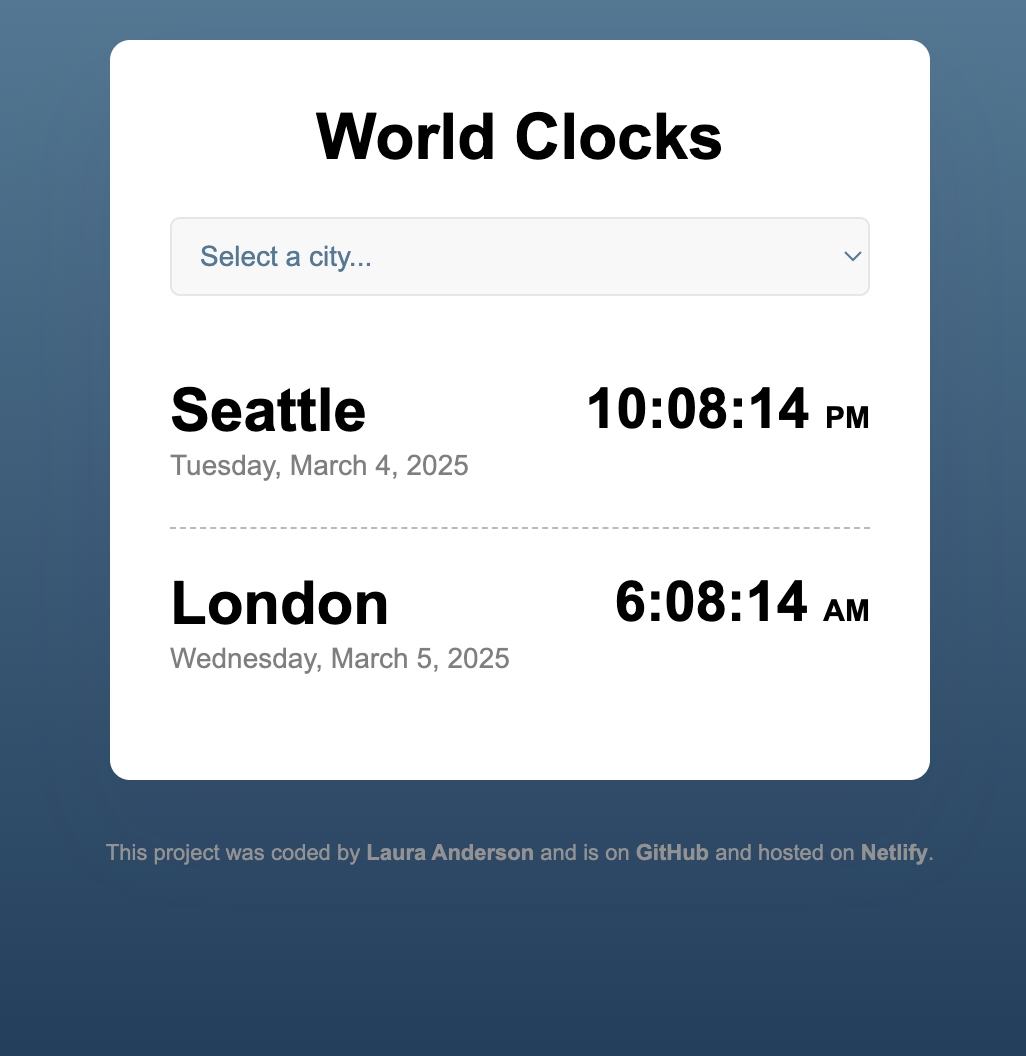 World Clocks
Select a city...
Seattle
10:08:14 PM
Tuesday, March 4, 2025
London
6:08:14 AM
Wednesday, March 5, 2025
This project was coded by Laura Anderson and is on GitHub and hosted on Netlify.